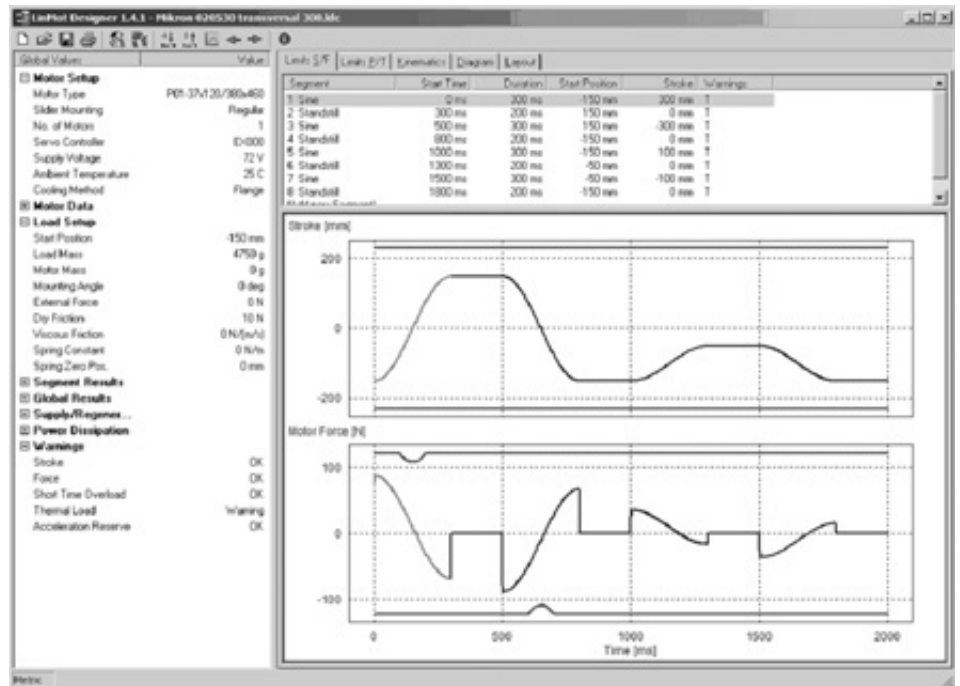 LinMot Designer 1.4.1 - Mikron 020530 transversal 300.ldc
Global Values Value
Motor Setup
Motor Type P01-37x120/380x460
Slider Mounting Regular
No. of Motors 1
Servo Controller
Supply Voltage 72 V
Ambient Temperature 25 C
Cooling Method Flange
Motor Data
Load Setup
Start Position -150 mm
Load Mass 4750 g
Motor Mass 0 g
Mounting Angle 0 deg
External Force 0 N
Dry Friction 10 N
Viscous Friction 0 N/[m/s]
Spring Constant 0 N/m
Spring Zero Pos. 0 mm
Segment Results
Global Results
Supply/Regener...
Power Dissipation
Warnings
Stroke OK
Force OK
Short Time Overload OK
Thermal Load Warning
Acceleration Reserve OK
Metric
Limits S/F Limits P/T Kinematics Diagram Layout
Segment Start Time Duration Start Position Stroke Warnings
1 Sine 0 ms 300 ms -150 mm 300 mm T
2 Standstill 300 ms 200 ms 150 mm 0 mm T
3 Sine 500 ms 300 ms 150 mm -300 mm T
4 Standstill 800 ms 200 ms -150 mm 0 mm T
5 Sine 1000 ms 300 ms -150 mm 100 mm T
6 Standstill 1300 ms 200 ms -50 mm 0 mm T
7 Sine 1500 ms 300 ms -50 mm -100 mm T
8 Standstill 1800 ms 200 ms -150 mm 0 mm T
Stroke [mm]
200
0
-200
Motor Force [N]
100
0
-100
0 500 1000 1500 2000
Time [ms]